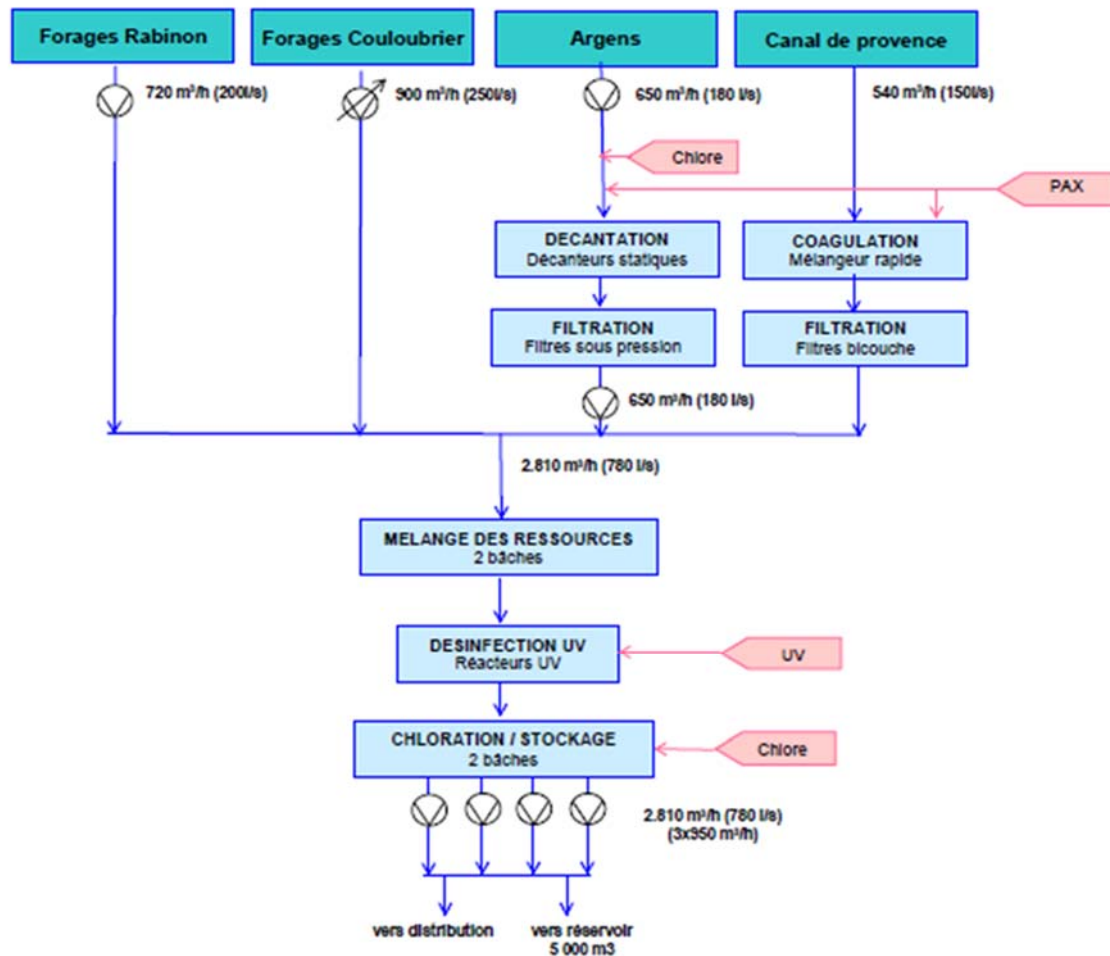 Forages Rabinon
Forages Couloubrier
Argens
Canal de provence
720 m³/h (200l/s)
900 m³/h (250l/s)
650 m³/h (180 l/s)
540 m³/h (150l/s)
Chlore
PAX
DECANTATION
Décanteurs statiques
COAGULATION
Mélangeur rapide
FILTRATION
Filtres sous pression
FILTRATION
Filtres bicouche
650 m³/h (180 l/s)
2.810 m³/h (780 l/s)
MELANGE DES RESSOURCES
2 bâches
DESINFECTION UV
Réacteurs UV
UV
CHLORATION / STOCKAGE
2 bâches
Chlore
2.810 m³/h (780 l/s)
(3x950 m³/h)
vers distribution
vers réservoir
5 000 m3